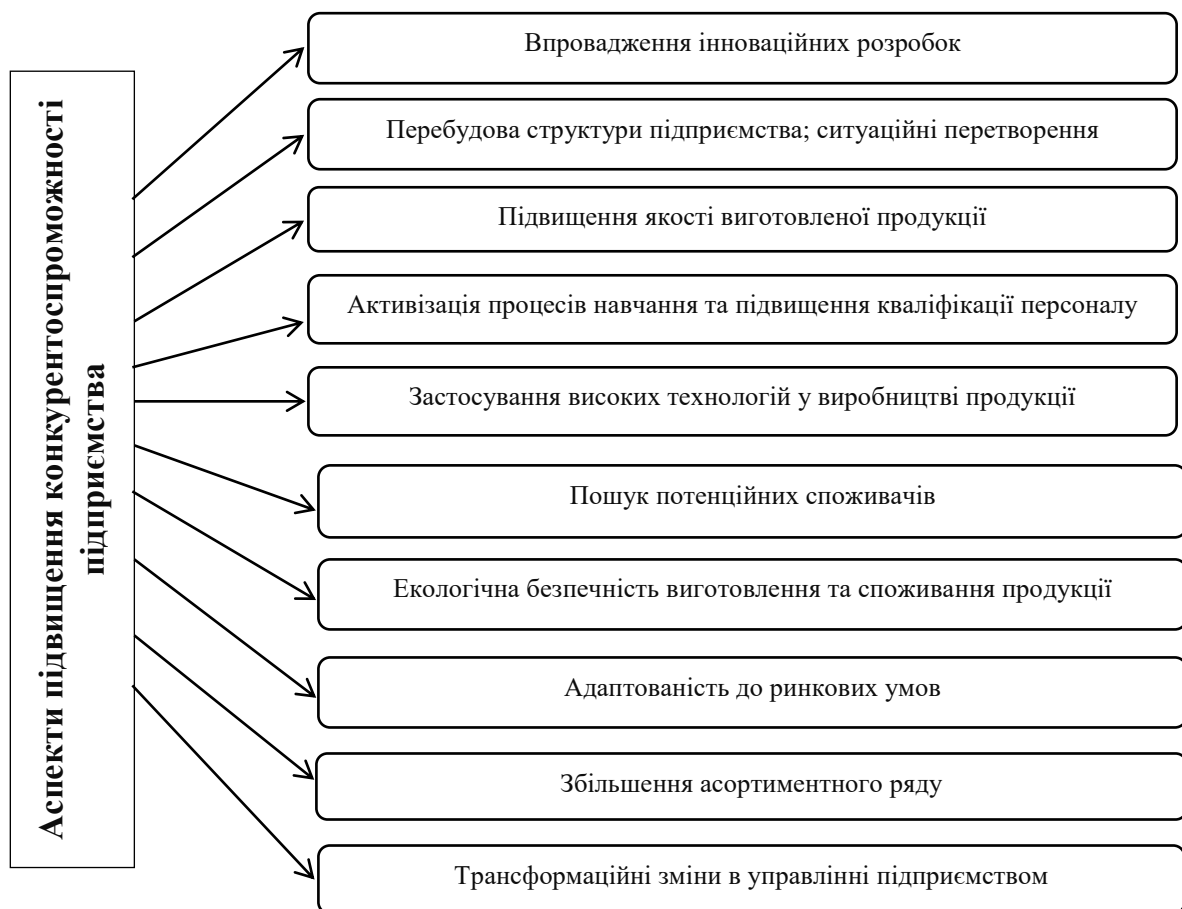 Аспекти підвищення конкурентоспроможності
підприємства
Впровадження інноваційних розробок
Перебудова структури підприємства; ситуаційні перетворення
Підвищення якості виготовленої продукції
Активізація процесів навчання та підвищення кваліфікації персоналу
Застосування високих технологій у виробництві продукції
Пошук потенційних споживачів
Екологічна безпечність виготовлення та споживання продукції
Адаптованість до ринкових умов
Збільшення асортиментного ряду
Трансформаційні зміни в управлінні підприємством